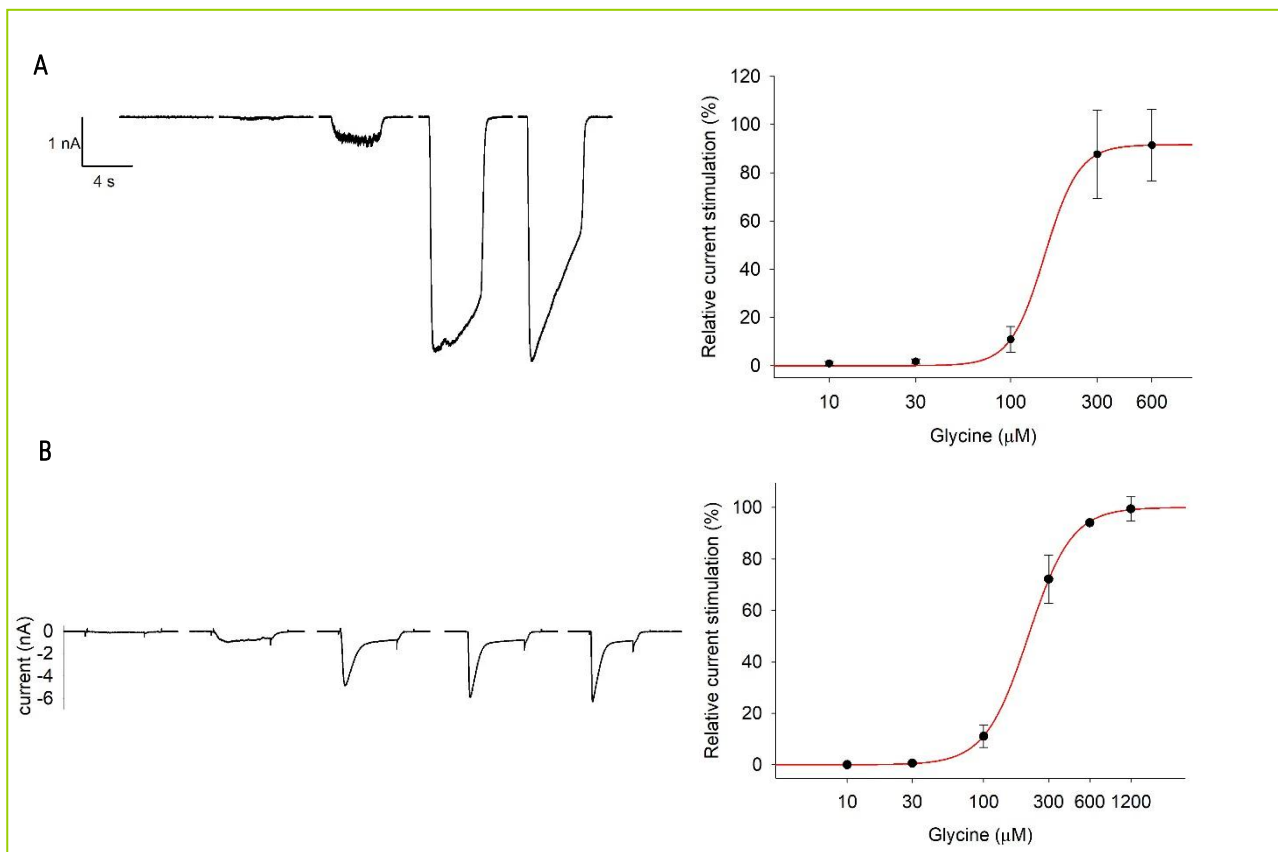 A
1 nA
4 s
Relative current stimulation (%)
120
100
80
60
40
20
0
10 30 100 300 600
Glycine (μM)
B
current (nA)
0
-2
-4
-6
Relative current stimulation (%)
100
80
60
40
20
0
10 30 100 300 600 1200
Glycine (μM)